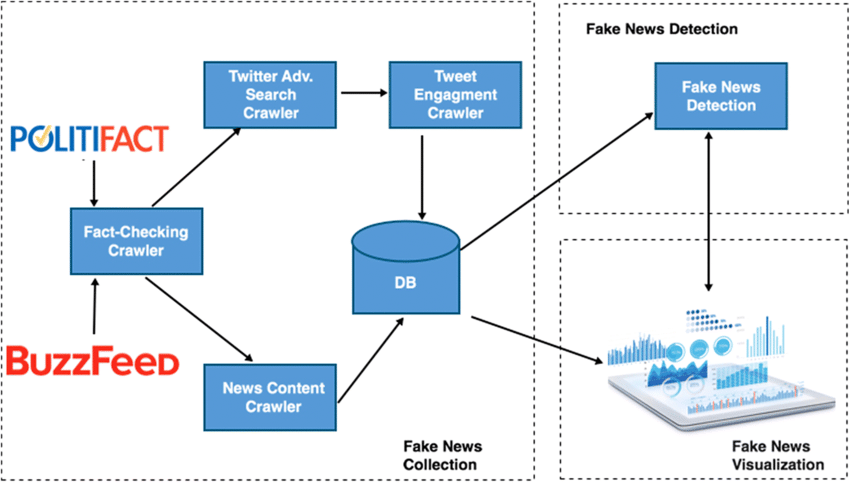 Fake News Detection
Twitter Adv.
Search
Crawler
Tweet
Engagment
Crawler
Fake News
Detection
POLITIFACT
Fact-Checking
Crawler
DB
BUZZFEED
News Content
Crawler
Fake News
Collection
Fake News
Visualization